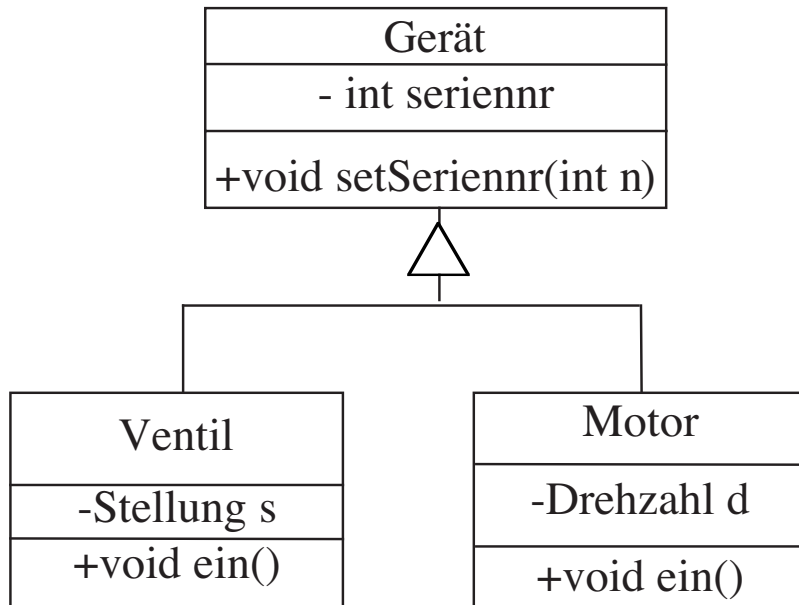 Gerät
- int seriennr
+void setSeriennr(int n)
Ventil
-Stellung s
+void ein()
Motor
-Drehzahl d
+void ein()